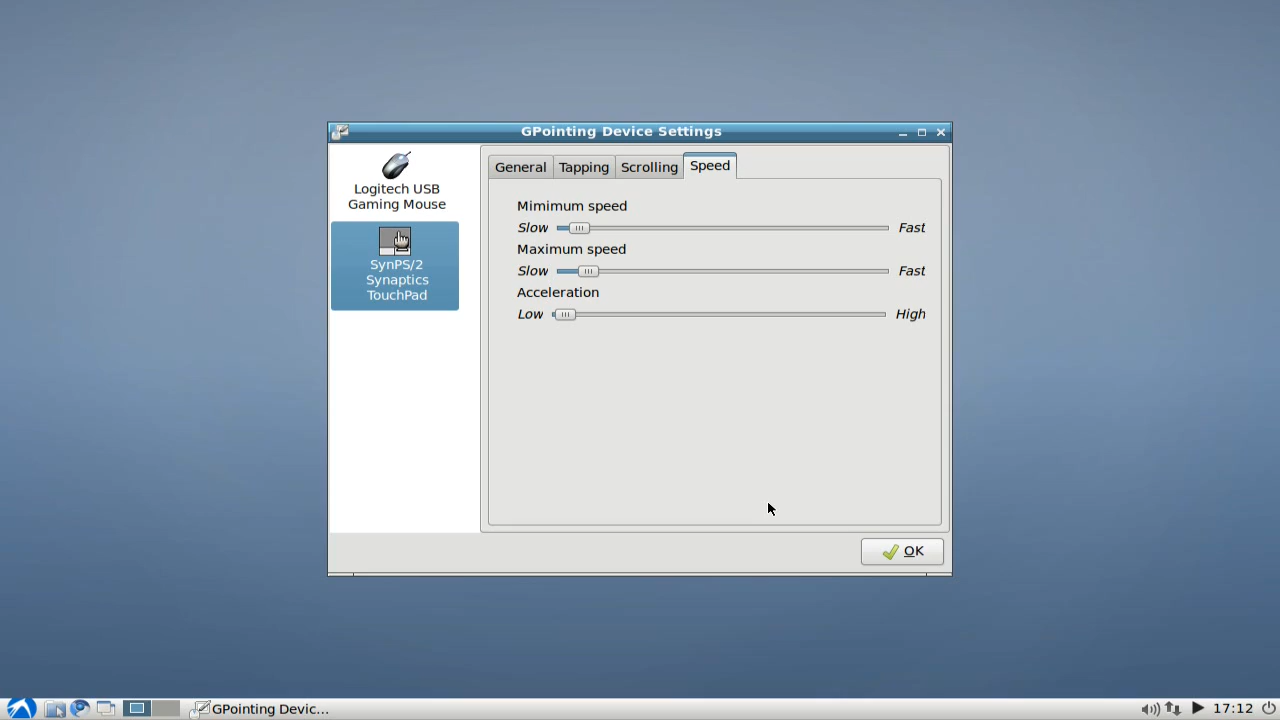 GPointing Device Settings
Logitech USB
Gaming Mouse
SynPS/2
Synaptics
TouchPad
General Tapping Scrolling Speed
Mimimum speed
Slow Fast
Maximum speed
Slow Fast
Acceleration
Low High
OK
GPointing Devic... 17:12